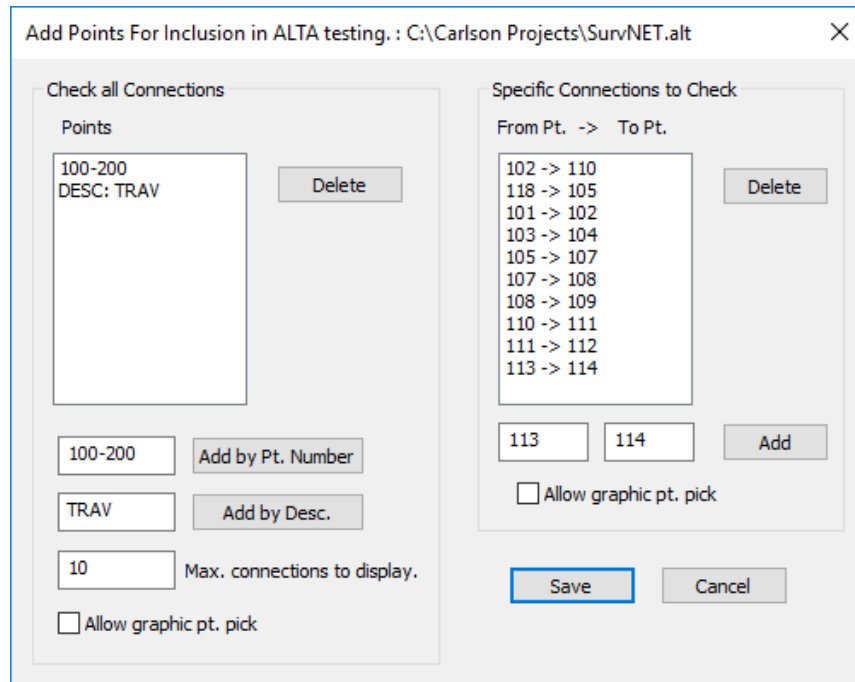 Add Points For Inclusion in ALTA testing. : C:\Carlson Projects\SurvNET.alt
Check all Connections
Points
100-200
DESC: TRAV
Delete
100-200
Add by Pt. Number
TRAV
Add by Desc.
10
Max. connections to display.
Allow graphic pt. pick
Specific Connections to Check
From Pt. -> To Pt.
102 -> 110
118 -> 105
101 -> 102
103 -> 104
105 -> 107
107 -> 108
108 -> 109
110 -> 111
111 -> 112
113 -> 114
Delete
113
114
Add
Allow graphic pt. pick
Save
Cancel